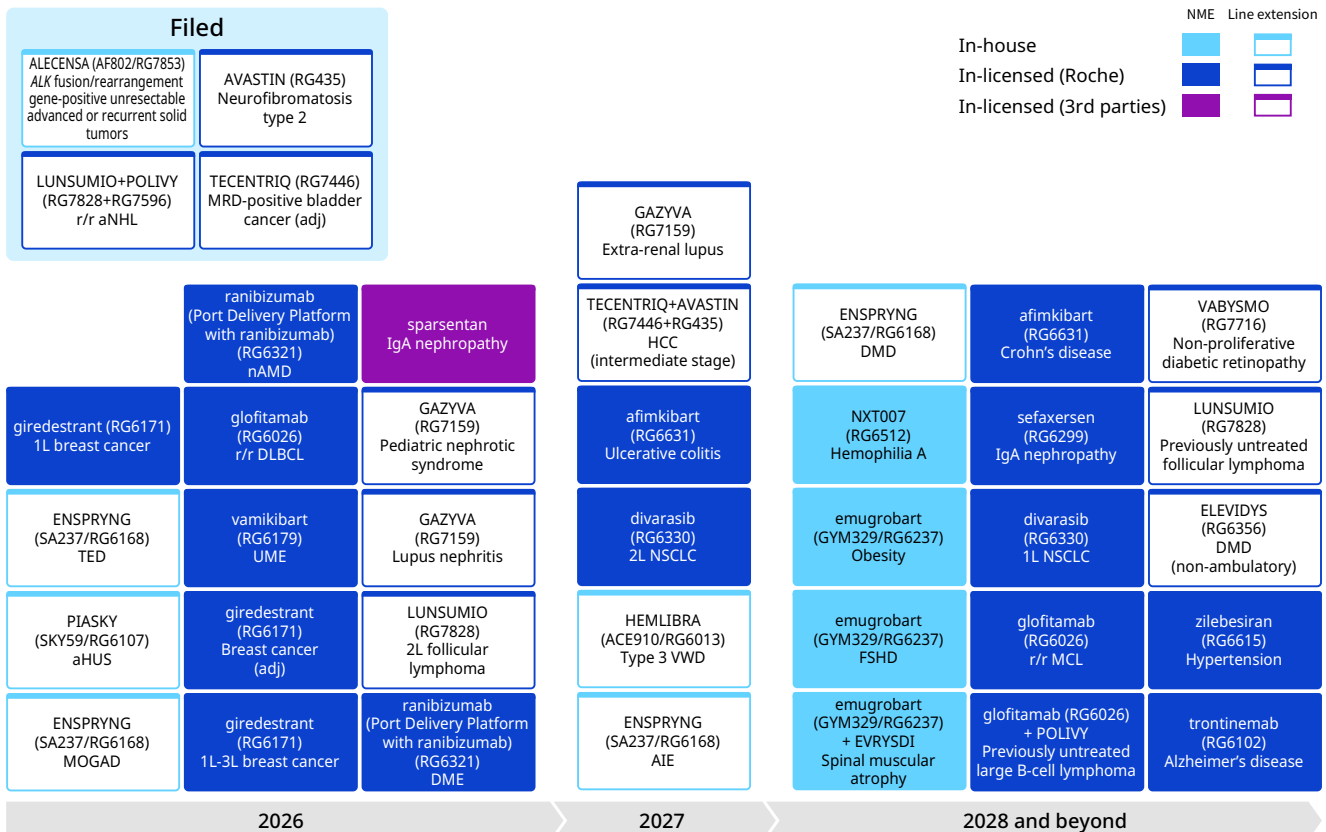 Filed
ALECENSA (AF802/RG7853)
ALK fusion/rearrangement
gene-positive unresectable
advanced or recurrent solid
tumors
AVASTIN (RG435)
Neurofibromatosis
type 2
LUNSUMIO+POLIVY
(RG7828+RG7596)
r/r aNHL
TECENTRIQ (RG7446)
MRD-positive bladder
cancer (adj)
NME
Line extension
In-house
In-licensed (Roche)
In-licensed (3rd parties)
ranibizumab
(Port Delivery Platform
with ranibizumab)
(RG6321)
nAMD
sparsentan
IgA nephropathy
giredestrant (RG6171)
1L breast cancer
glofitamab
(RG6026)
r/r DLBCL
GAZYVA
(RG7159)
Pediatric nephrotic
syndrome
ENSPRYNG
(SA237/RG6168)
TED
vamikibart
(RG6179)
UME
GAZYVA
(RG7159)
Lupus nephritis
PIASKY
(SKY59/RG6107)
aHUS
giredestrant
(RG6171)
Breast cancer
(adj)
LUNSUMIO
(RG7828)
2L follicular
lymphoma
ENSPRYNG
(SA237/RG6168)
MOGAD
giredestrant
(RG6171)
1L-3L breast cancer
ranibizumab
(Port Delivery Platform
with ranibizumab)
(RG6321)
DME
GAZYVA
(RG7159)
Extra-renal lupus
TECENTRIQ+AVASTIN
(RG7446+RG435)
HCC
(intermediate stage)
afimkibart
(RG6631)
Ulcerative colitis
divarasib
(RG6330)
2L NSCLC
HEMLIBRA
(ACE910/RG6013)
Type 3 VWD
ENSPRYNG
(SA237/RG6168)
AIE
ENSPRYNG
(SA237/RG6168)
DMD
afimkibart
(RG6631)
Crohn’s disease
VABYSMO
(RG7716)
Non-proliferative
diabetic retinopathy
NXT007
(RG6512)
Hemophilia A
sefaxersen
(RG6299)
IgA nephropathy
LUNSUMIO
(RG7828)
Previously untreated
follicular lymphoma
emugrobart
(GYM329/RG6237)
Obesity
divarasib
(RG6330)
1L NSCLC
ELEVIDYS
(RG6356)
DMD
(non-ambulatory)
emugrobart
(GYM329/RG6237)
FSHD
glofitamab
(RG6026)
r/r MCL
zilebesiran
(RG6615)
Hypertension
emugrobart
(GYM329/RG6237)
+ EVRYSDI
Spinal muscular
atrophy
glofitamab (RG6026)
+ POLIVY
Previously untreated
large B-cell lymphoma
trontinemab
(RG6102)
Alzheimer’s disease
2026
2027
2028 and beyond